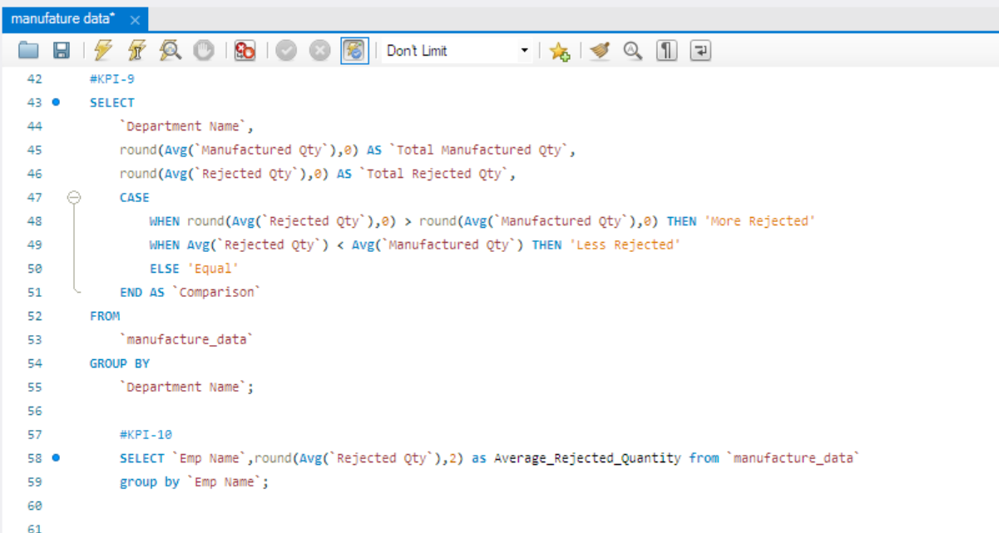 manufature data*
Don't Limit
42 #KPI-9
43 SELECT
44 `Department Name`,
45 round(Avg(`Manufactured Qty`),0) AS `Total Manufactured Qty`,
46 round(Avg(`Rejected Qty`),0) AS `Total Rejected Qty`,
47 CASE
48 WHEN round(Avg(`Rejected Qty`),0) > round(Avg(`Manufactured Qty`),0) THEN 'More Rejected'
49 WHEN Avg(`Rejected Qty`) < Avg(`Manufactured Qty`) THEN 'Less Rejected'
50 ELSE 'Equal'
51 END AS `Comparison`
52 FROM
53 `manufacture_data`
54 GROUP BY
55 `Department Name`;
56
57 #KPI-10
58 SELECT `Emp Name`,round(Avg(`Rejected Qty`),2) as Average_Rejected_Quantity from `manufacture_data`
59 group by `Emp Name`;
60
61